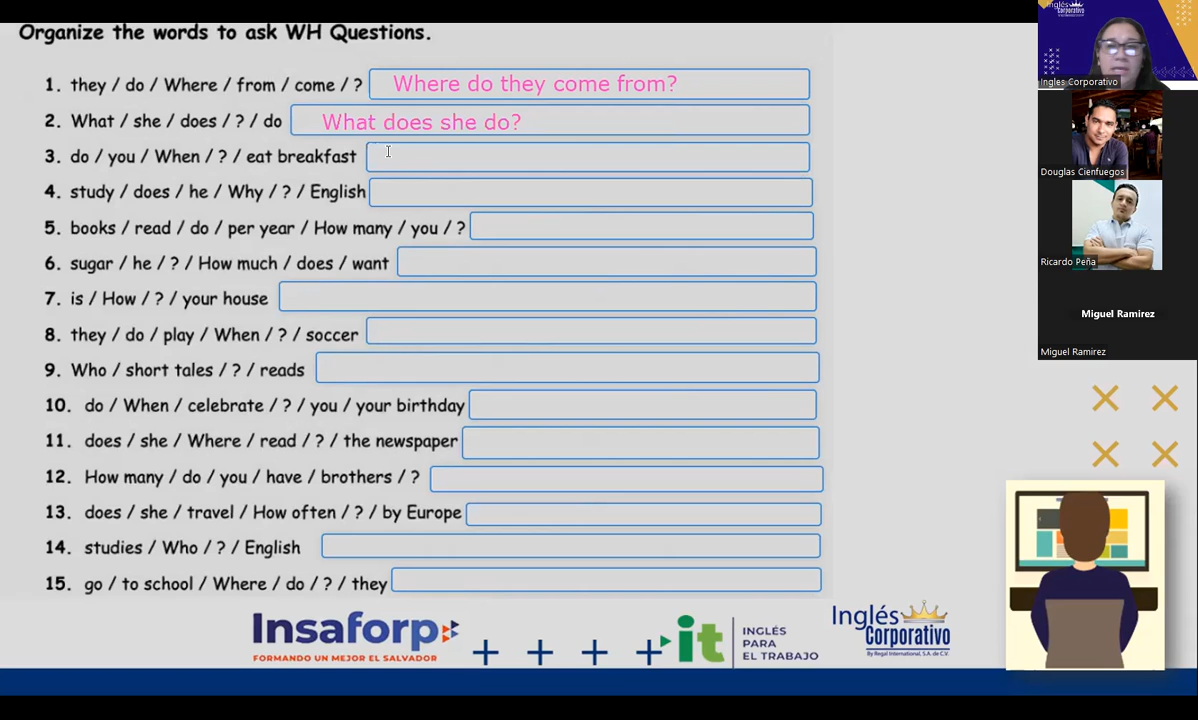 Organize the words to ask WH Questions.
1. they / do / Where / from / come / ? Where do they come from?
2. What / she / does / ? / do What does she do?
3. do / you / When / ? / eat breakfast
4. study / does / he / Why / ? / English
5. books / read / do / per year / How many / you / ?
6. sugar / he / ? / How much / does / want
7. is / How / ? / your house
8. they / do / play / When / ? / soccer
9. Who / short tales / ? / reads
10. do / When / celebrate / ? / you / your birthday
11. does / she / Where / read / ? / the newspaper
12. How many / do / you / have / brothers / ?
13. does / she / travel / How often / ? / by Europe
14. studies / Who / ? / English
15. go / to school / Where / do / ? / they
Insaforp
FORMANDO UN MEJOR EL SALVADOR
it
INGLÉS
PARA
EL TRABAJO
Inglés
Corporativo
By Regal International, S.A. de C.V.
Inglés
Corporativo
Ingles Corporativo
Douglas Cienfuegos
Ricardo Peña
Miguel Ramirez
Miguel Ramirez